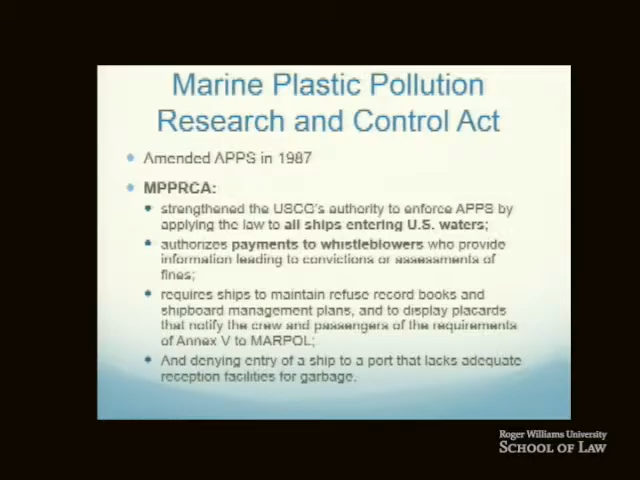 Marine Plastic Pollution
Research and Control Act
Amended APPS in 1987
MPPRCA:
strengthened the USCG's authority to enforce APPS by
applying the law to all ships entering U.S. waters;
authorizes payments to whistleblowers who provide
information leading to convictions or assessments of
fines;
requires ships to maintain refuse record books and
shipboard management plans, and to display placards
that notify the crew and passengers of the requirements
of Annex V to MARPOL;
And denying entry of a ship to a port that lacks adequate
reception facilities for garbage.
Roger Williams University
SCHOOL OF LAW